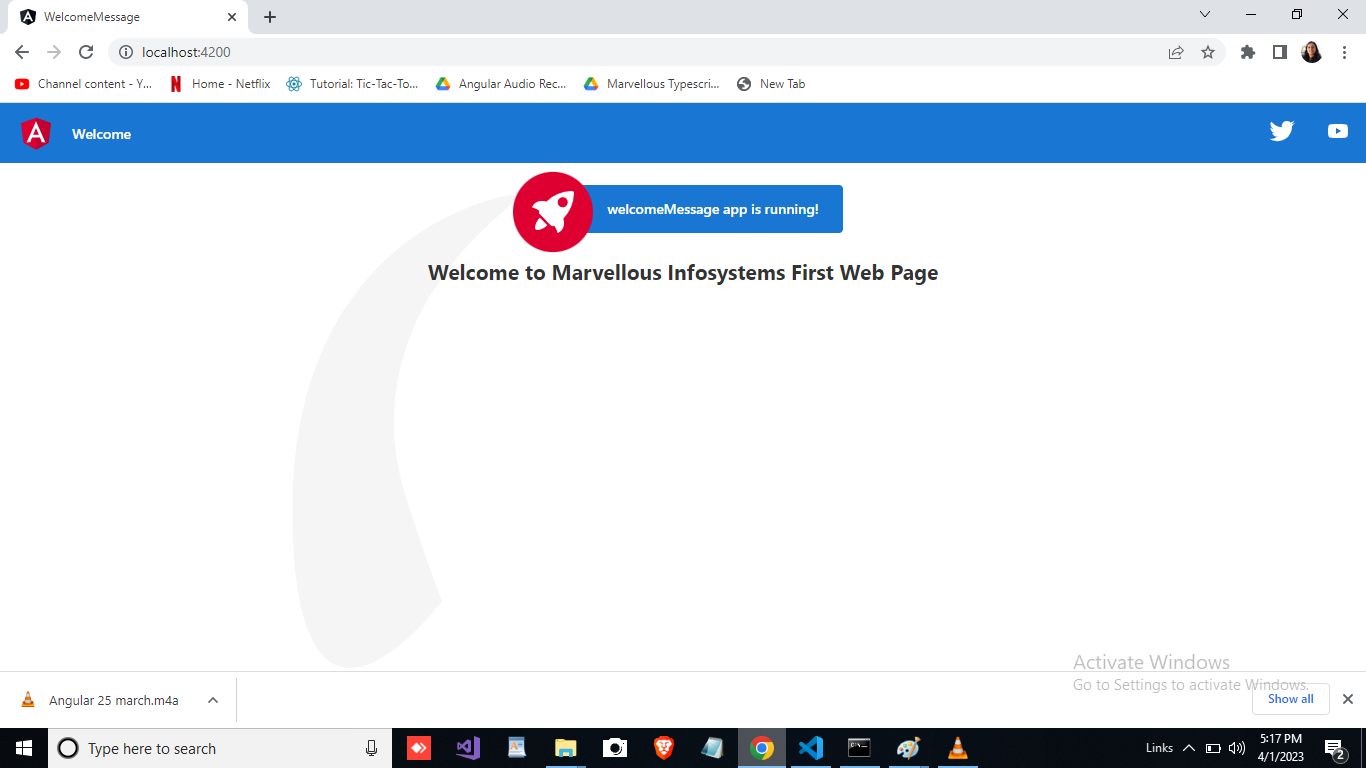 WelcomeMessage
localhost:4200
Channel content - Y...
Home - Netflix
Tutorial: Tic-Tac-To...
Angular Audio Rec...
Marvellous Typescri...
New Tab
Welcome
welcomeMessage app is running!
Welcome to Marvellous Infosystems First Web Page
Activate Windows
Go to Settings to activate Windows.
Angular 25 march.m4a
Show all
Type here to search
Links
5:17 PM
4/1/2023
2